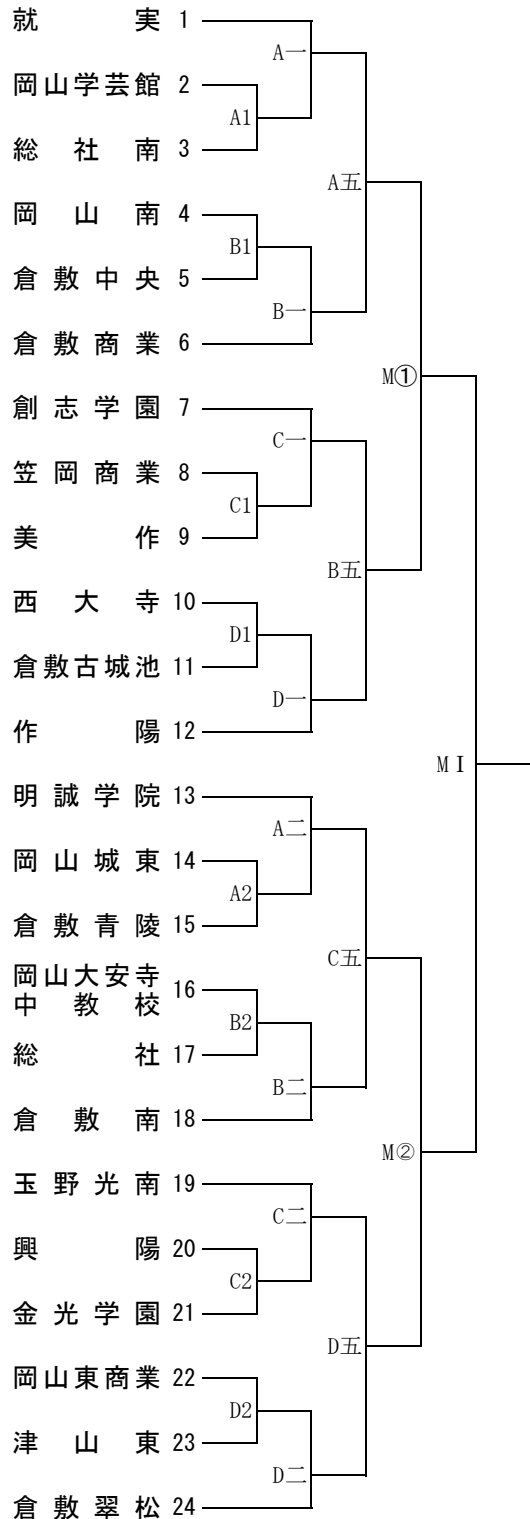 就実 1
A一
岡山学芸館 2
A1
総社南 3
A五
岡山南 4
B1
倉敷中央 5
B一
倉敷商業 6
M①
創志学園 7
C一
笠岡商業 8
C1
美作 9
B五
西大寺 10
D1
倉敷古城池 11
D一
作陽 12
MⅠ
明誠学院 13
A二
岡山城東 14
A2
倉敷青陵 15
C五
岡山大安寺
中教校 16
B2
総社 17
B二
倉敷南 18
M②
玉野光南 19
C二
興陽 20
C2
金光学園 21
D五
岡山東商業 22
D2
津山東 23
D二
倉敷翠松 24